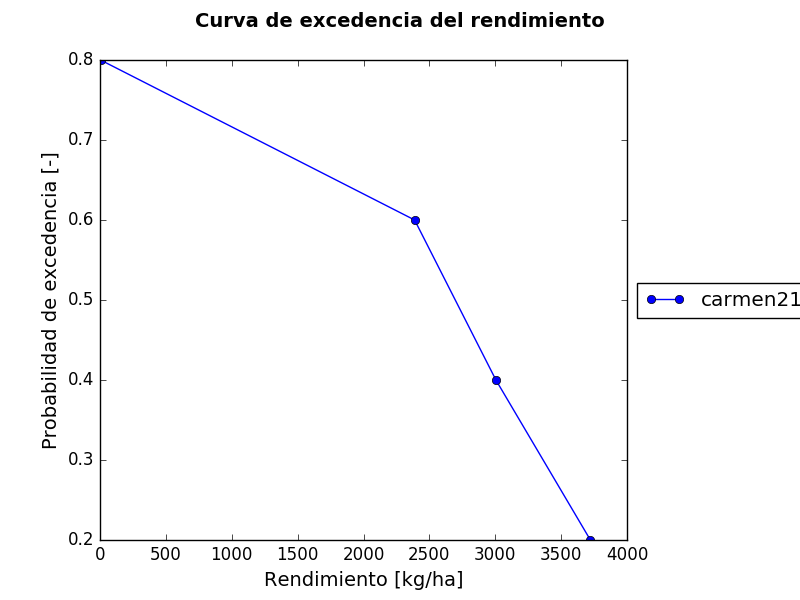 Curva de excedencia del rendimiento
Probabilidad de excedencia [-]
0.8
0.7
0.6
0.5
0.4
0.3
0.2
0 500 1000 1500 2000 2500 3000 3500 4000
Rendimiento [kg/ha]
carmen21